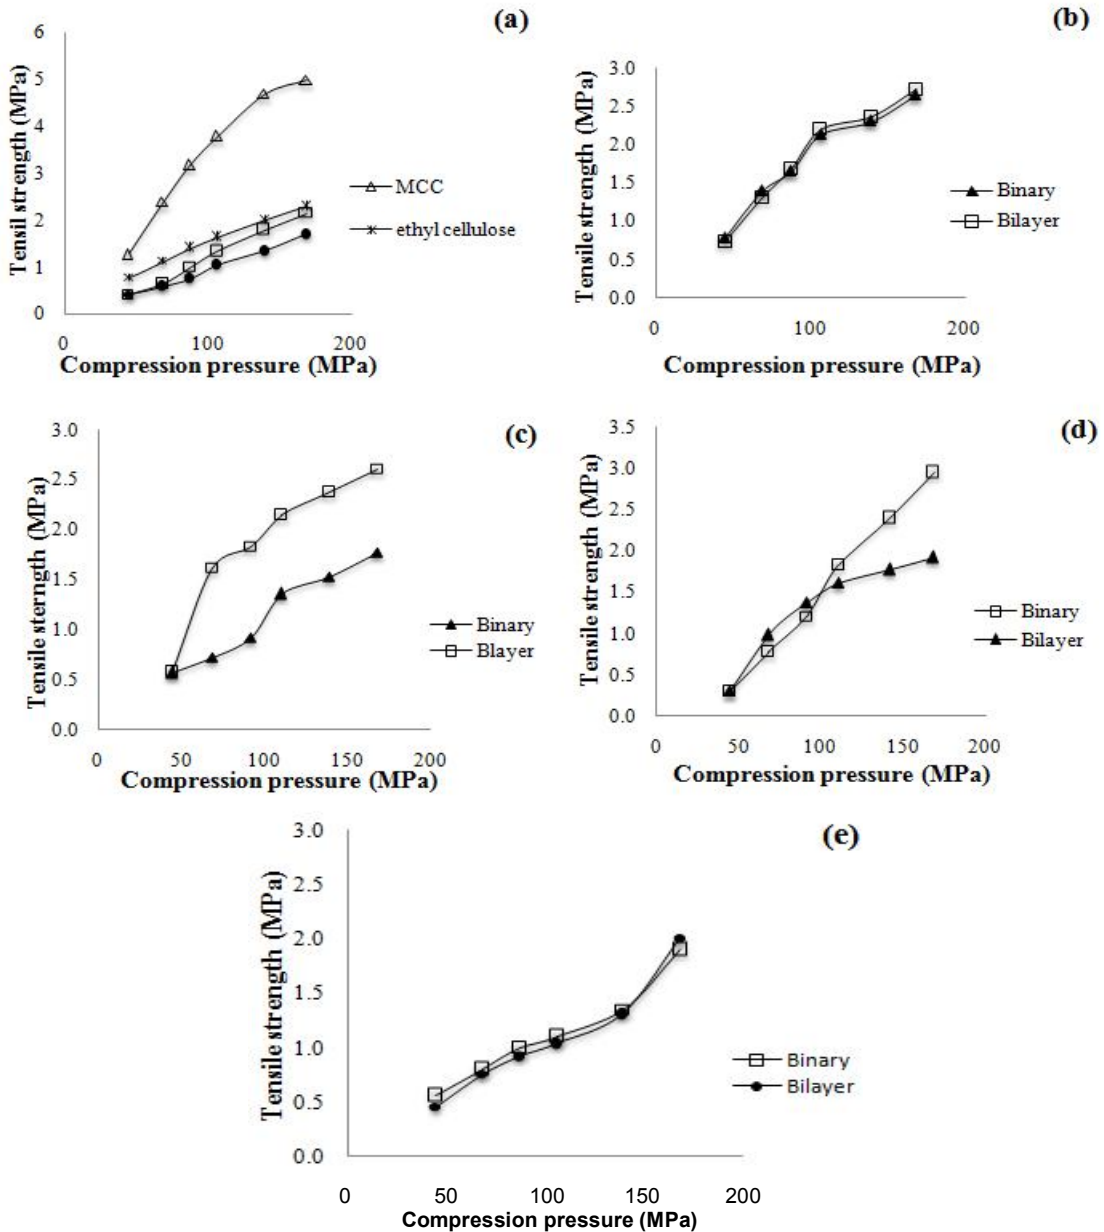 (a)
6
5
4
3
2
1
0
Tensil strength (MPa)
MCC
ethyl cellulose
0 100 200
Compression pressure (MPa)
(b)
3.0
2.5
2.0
1.5
1.0
0.5
0.0
Tensile strength (MPa)
Binary
Bilayer
0 100 200
Compression pressure (MPa)
(c)
3.0
2.5
2.0
1.5
1.0
0.5
0.0
Tensile sterngth (MPa)
Binary
Blayer
0 50 100 150 200
Compression pressure (MPa)
(d)
3.5
3.0
2.5
2.0
1.5
1.0
0.5
0.0
Tensile strength (MPa)
Binary
Bilayer
0 50 100 150 200
Compression pressure (MPa)
(e)
3.0
2.5
2.0
1.5
1.0
0.5
0.0
Tensile strength (MPa)
Binary
Bilayer
0 50 100 150 200
Compression pressure (MPa)